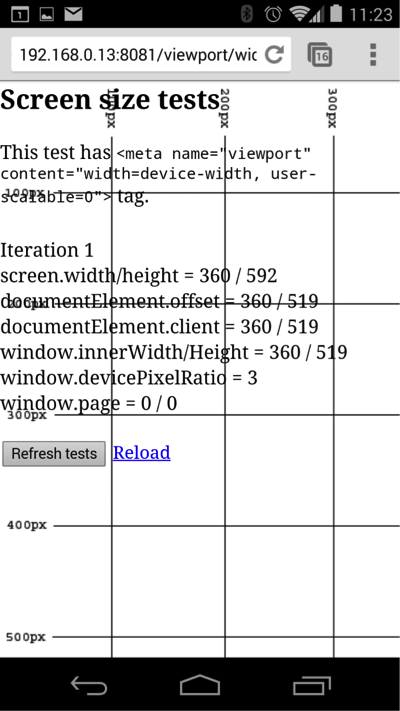 1
11:23
192.168.0.13:8081/viewport/wid
16
100px
200px
300px
Screen size tests
This test has <meta name="viewport"
content="width=device-width, user-
scalable=0"> tag.
100px
Iteration 1
screen.width/height = 360 / 592
documentElement.offset = 360 / 519
200px
documentElement.client = 360 / 519
window.innerWidth/Height = 360 / 519
window.devicePixelRatio = 3
window.page = 0 / 0
300px
Refresh tests Reload
400px
500px